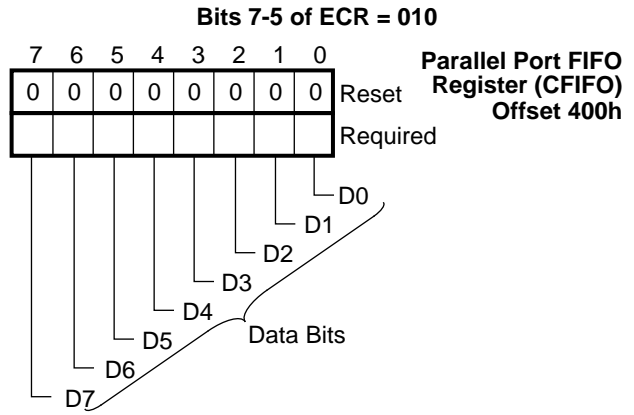 Bits 7-5 of ECR = 010
7 6 5 4 3 2 1 0
Parallel Port FIFO
Register (CFIFO)
Offset 400h
0 0 0 0 0 0 0 0 Reset
Required
D0
D1
D2
D3
D4
D5
D6
D7
Data Bits